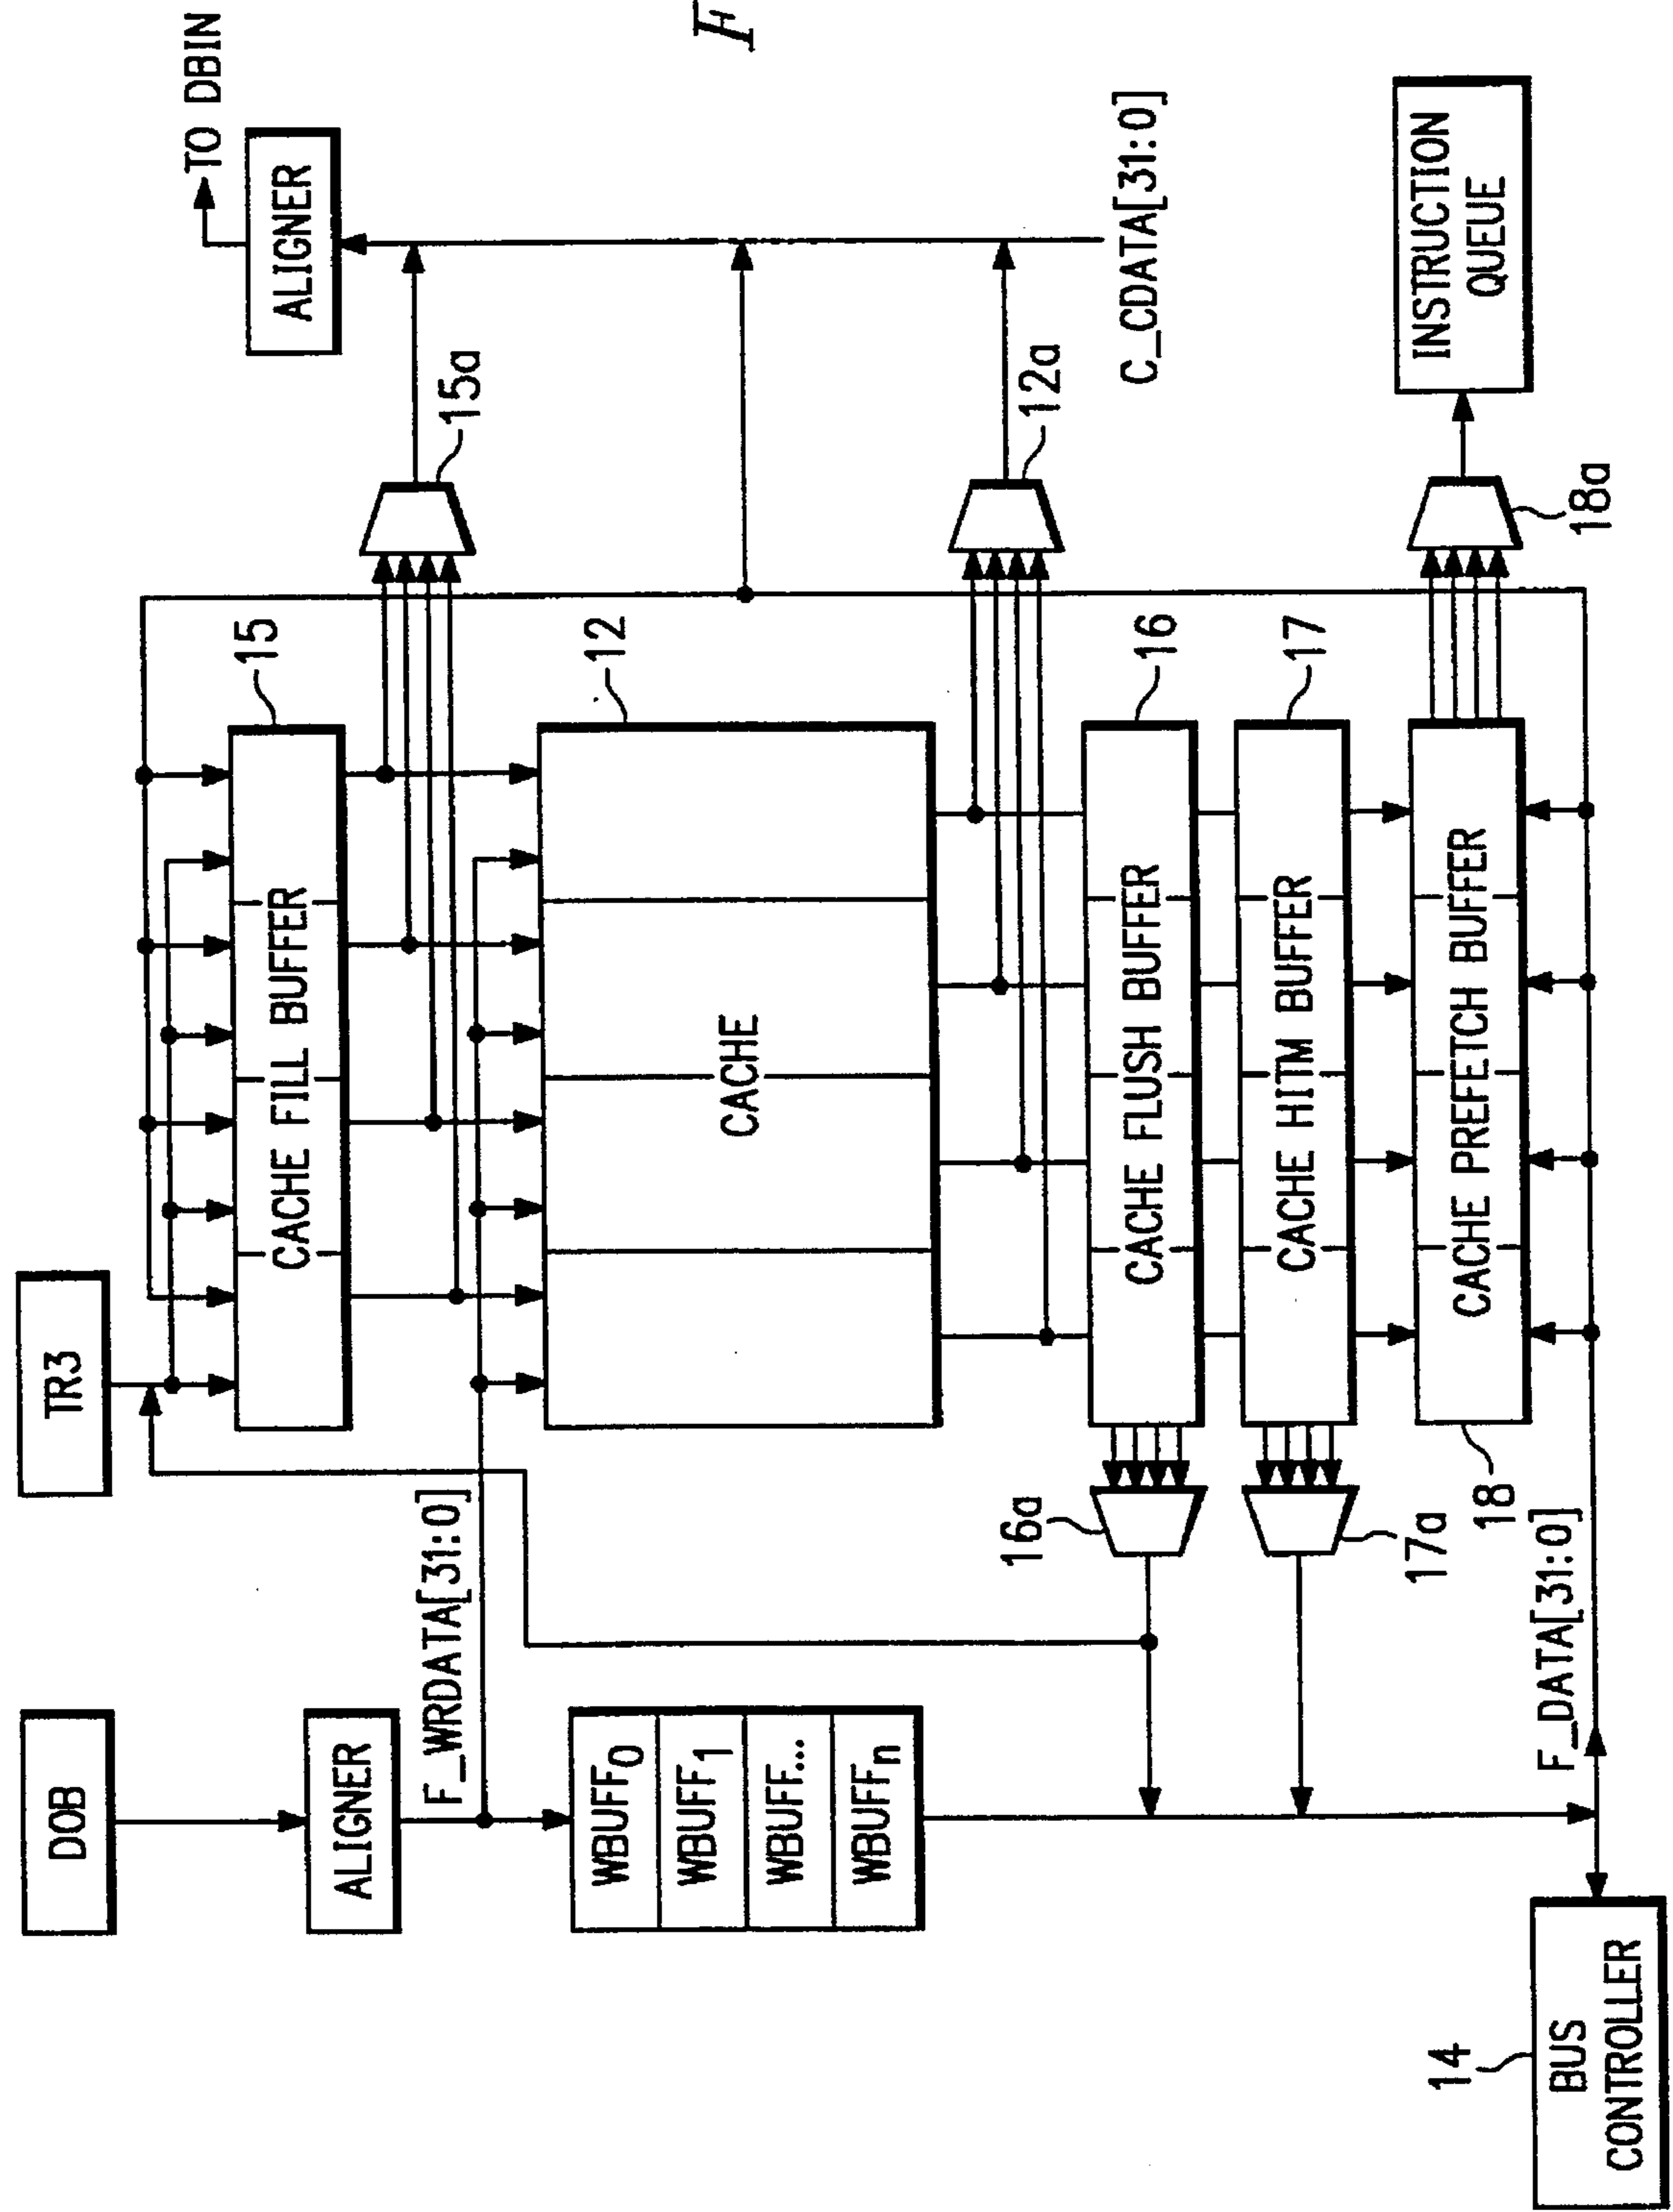 TO DBIN
ALIGNER
F
C_CDATA[31:0]
INSTRUCTION
QUEUE
15a
12a
18a
15
12
16
17
CACHE FILL BUFFER
CACHE
CACHE FLUSH BUFFER
CACHE HITM BUFFER
CACHE PREFETCH BUFFER
TR3
F_WRDATA[31:0]
16a
17a
18
F_DATA[31:0]
DOB
ALIGNER
WBUFF0
WBUFF1
WBUFF...
WBUFFn
14
BUS
CONTROLLER